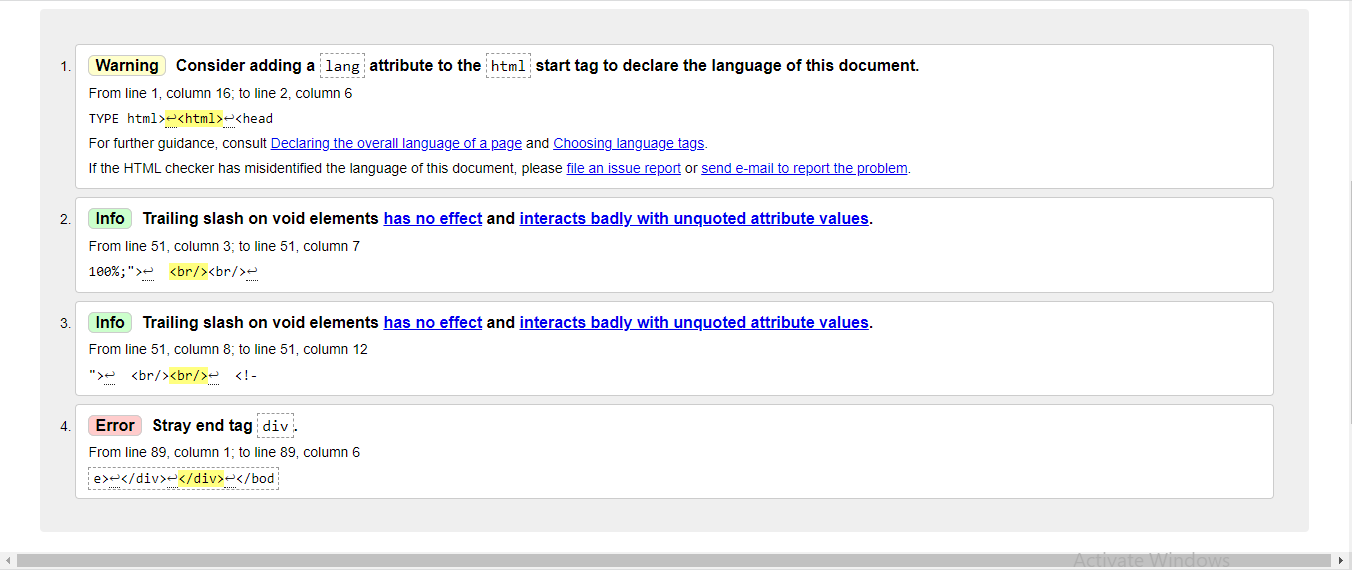 1. Warning Consider adding a lang attribute to the html start tag to declare the language of this document.
From line 1, column 16; to line 2, column 6
TYPE html>↩<html>↩<head
For further guidance, consult Declaring the overall language of a page and Choosing language tags.
If the HTML checker has misidentified the language of this document, please file an issue report or send e-mail to report the problem.
2. Info Trailing slash on void elements has no effect and interacts badly with unquoted attribute values.
From line 51, column 3; to line 51, column 7
100%;">↩  <br/><br/>↩
3. Info Trailing slash on void elements has no effect and interacts badly with unquoted attribute values.
From line 51, column 8; to line 51, column 12
">↩  <br/><br/>↩  <!-
4. Error Stray end tag div.
From line 89, column 1; to line 89, column 6
e>↩</div>↩</div>↩</bod
Activate Windows